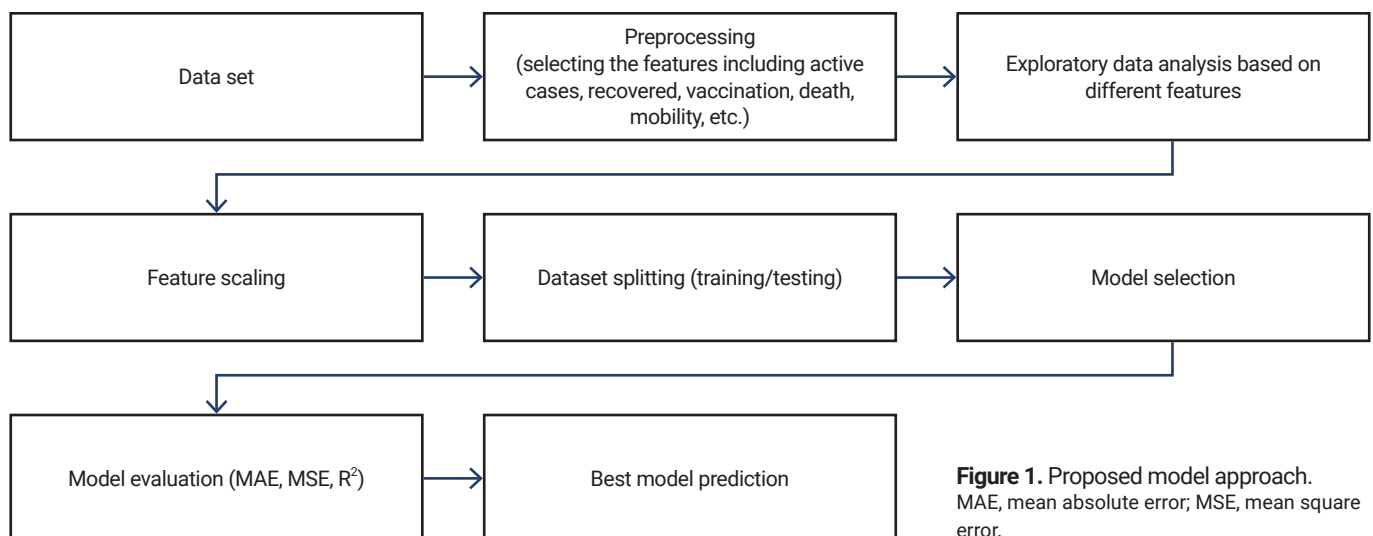 Data set
Preprocessing
(selecting the features including active
cases, recovered, vaccination, death,
mobility, etc.)
Exploratory data analysis based on
different features
Feature scaling
Dataset splitting (training/testing)
Model selection
Model evaluation (MAE, MSE, R²)
Best model prediction
Figure 1. Proposed model approach.
MAE, mean absolute error; MSE, mean square
error.